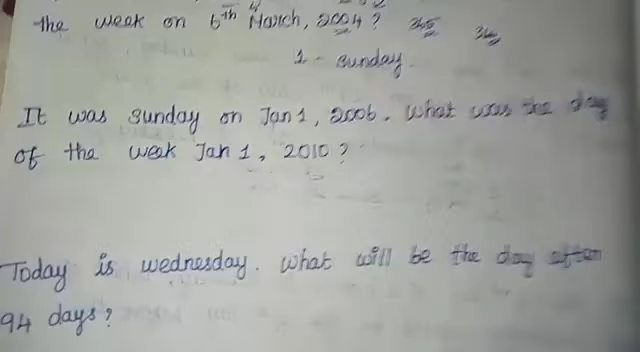 the week on 6th March, 2004? 365
1 - sunday.
It was sunday on Jan 1, 2006. what was the day
of the week Jan 1, 2010?
Today is wednesday. what will be the day after
94 days?